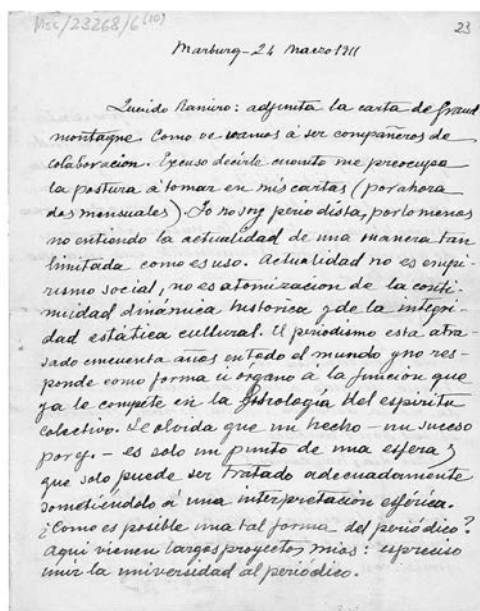 Mss/23268/6 (10)
23
Marburg - 24 marzo 1911
Querido Ramiro: adjunta la carta de Grand
montagne. Como ve vamos á ser compañeros de
colaboracion. Excuso decirle cuanto me preocupa
la postura á tomar en mis cartas (por ahora
dos mensuales). Yo no soy periodista, por lo menos
no entiendo la actualidad de una manera tan
limitada como es uso. Actualidad no es empi-
rismo social, no es atomizacion de la conti-
nuidad dinámica historica y de la integri-
dad estática cultural. El periodismo esta atra-
sado cincuenta años en todo el mundo y no res-
ponde como forma ú órgano á la funcion que
ya le compete en la fisiología del espiritu
colectivo. Se olvida que un hecho - un suceso
por ej. - es solo un punto de una esfera y
que solo puede ser tratado adecuadamente
sometiéndolo á una interpretacion esférica.
¿Como es posible una tal forma del periódico?
Aqui vienen largos proyectos mios: es preciso
unir la universidad al periódico.